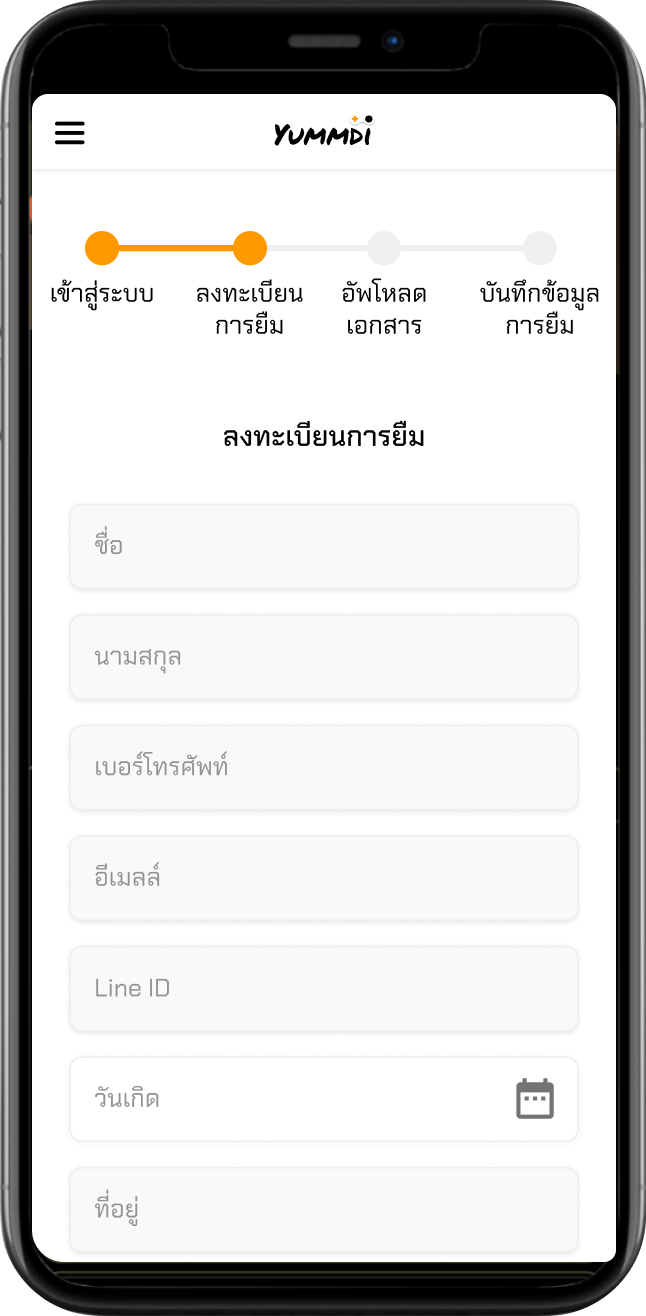 YUMMDI
เข้าสู่ระบบ
ลงทะเบียน
การยืม
อัพโหลด
เอกสาร
บันทึกข้อมูล
การยืม
ลงทะเบียนการยืม
ชื่อ
นามสกุล
เบอร์โทรศัพท์
อีเมลล์
Line ID
วันเกิด
ที่อยู่